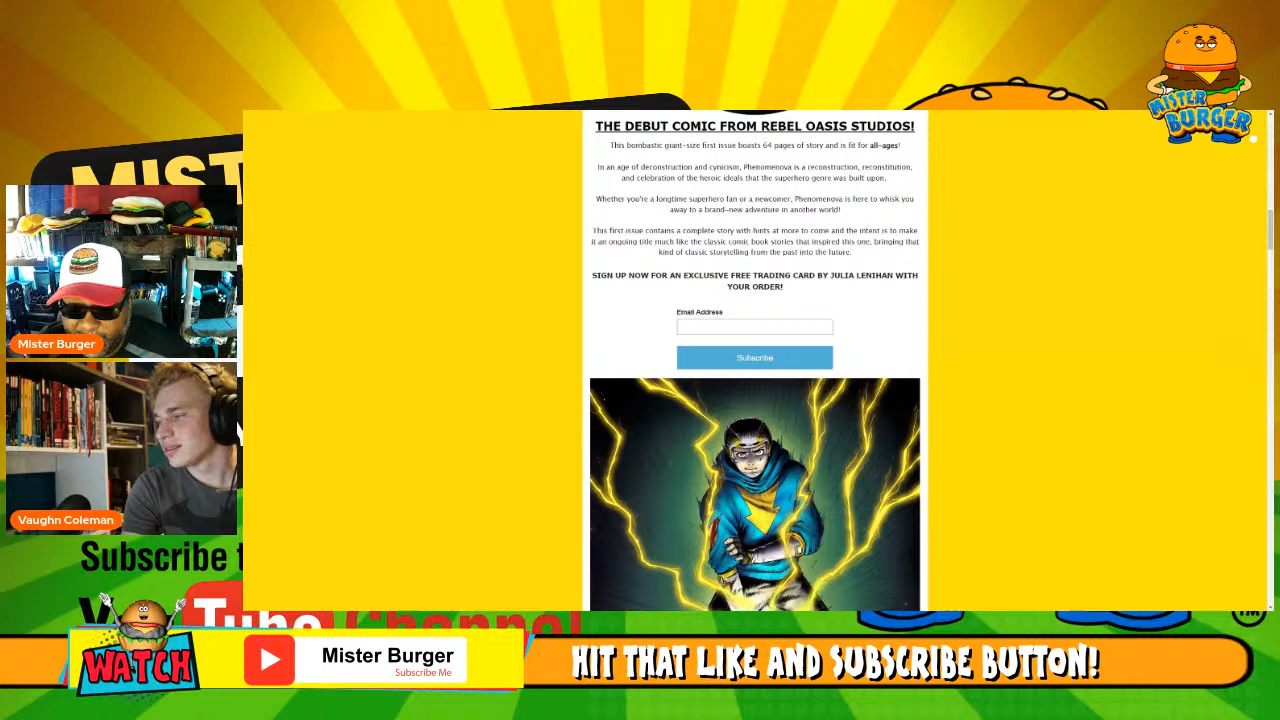 MISTER
BURGER
MIST
THE DEBUT COMIC FROM REBEL OASIS STUDIOS!
This bombastic giant-size first issue boasts 64 pages of story and is fit for all-ages!
In an age of deconstruction and cynicism, Phenomenova is a reconstruction, reconstitution,
and celebration of the heroic ideals that the superhero genre was built upon.
Whether you're a longtime superhero fan or a newcomer, Phenomenova is here to whisk you
away to a brand-new adventure in another world!
This first issue contains a complete story with hints at more to come and the intent is to make
it an ongoing title much like the classic comic book stories that inspired this one, bringing that
kind of classic storytelling from the past into the future.
SIGN UP NOW FOR AN EXCLUSIVE FREE TRADING CARD BY JULIA LENIHAN WITH
YOUR ORDER!
Email Address
Subscribe
Mister Burger
Vaughn Coleman
Subscribe t
Tube Channel
TM
WATCH
Mister Burger
Subscribe Me
HIT THAT LIKE AND SUBSCRIBE BUTTON!